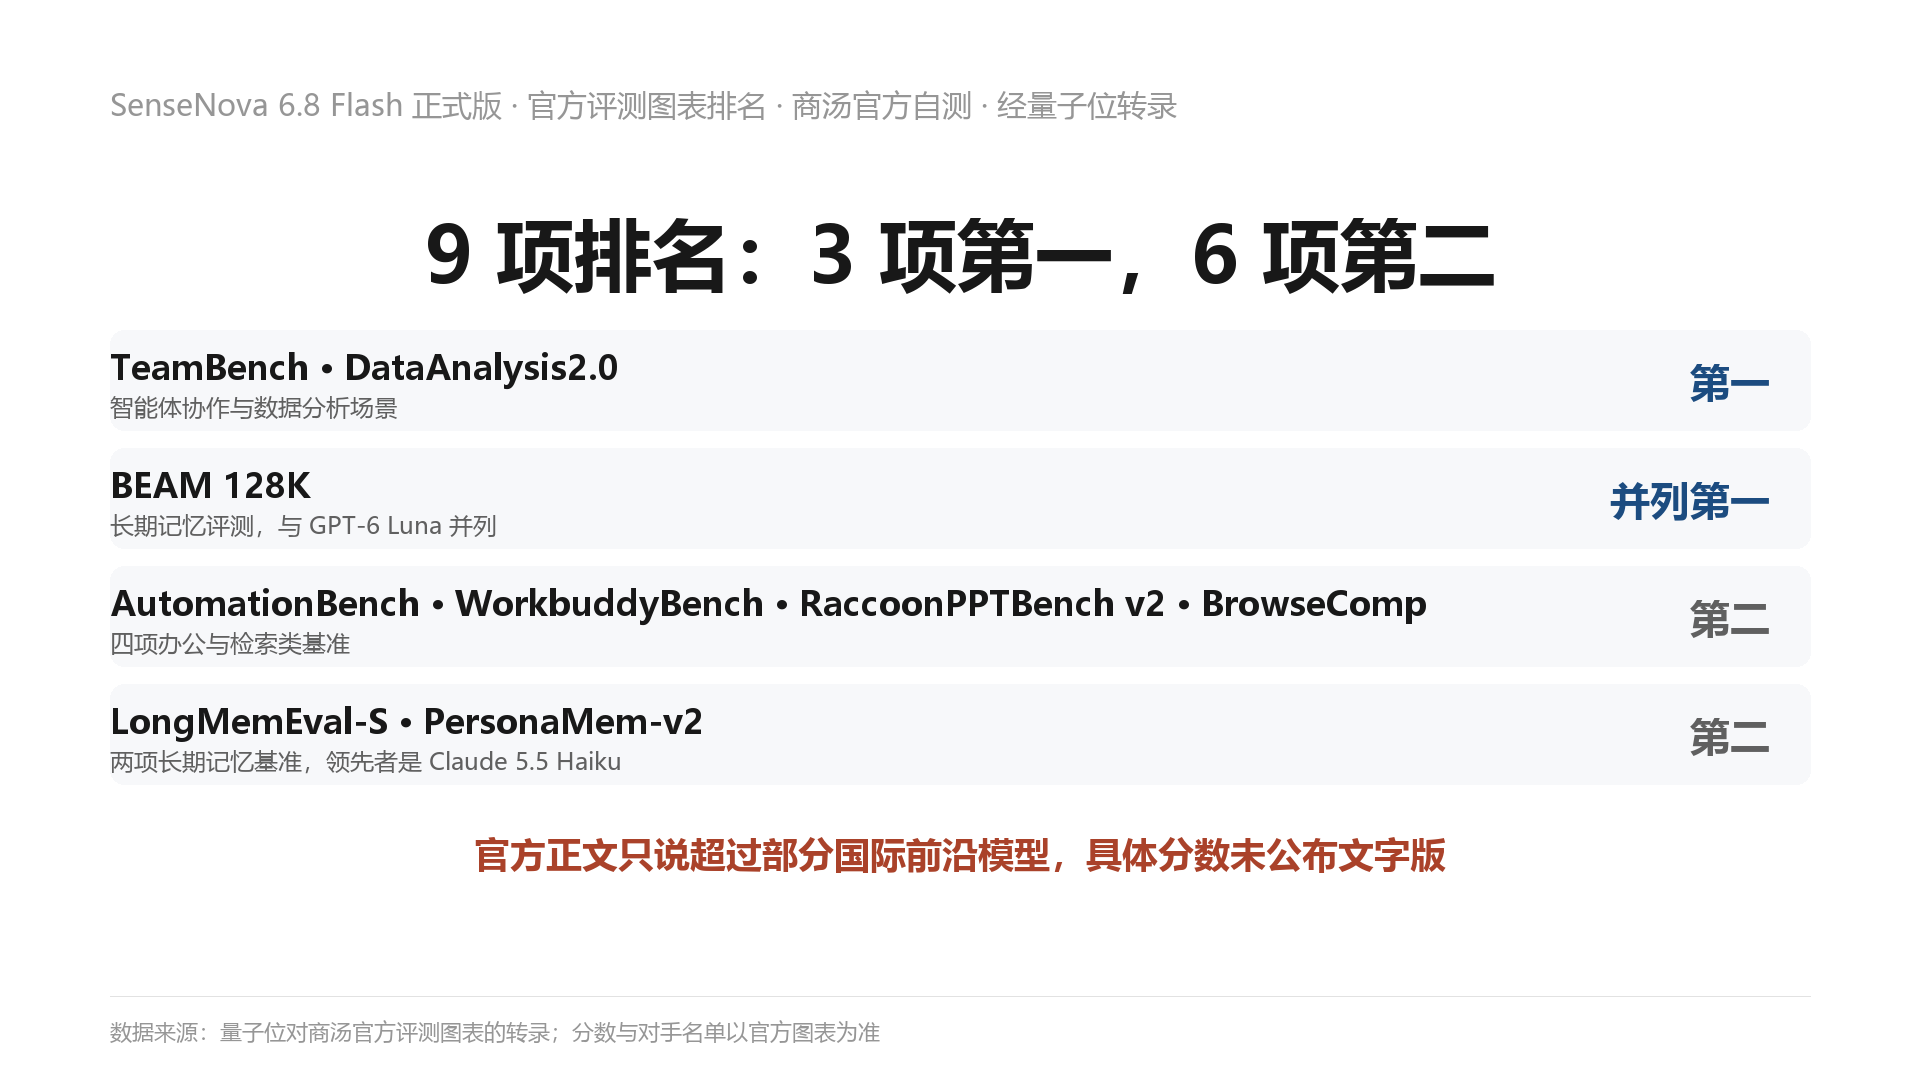 SenseNova 6.8 Flash 正式版 · 官方评测图表排名 · 商汤官方自测 · 经量子位转录
9 项排名：3 项第一，6 项第二
TeamBench • DataAnalysis2.0
智能体协作与数据分析场景
第一
BEAM 128K
长期记忆评测，与 GPT-6 Luna 并列
并列第一
AutomationBench • WorkbuddyBench • RaccoonPPTBench v2 • BrowseComp
四项办公与检索类基准
第二
LongMemEval-S • PersonaMem-v2
两项长期记忆基准，领先者是 Claude 5.5 Haiku
第二
官方正文只说超过部分国际前沿模型，具体分数未公布文字版
数据来源：量子位对商汤官方评测图表的转录；分数与对手名单以官方图表为准